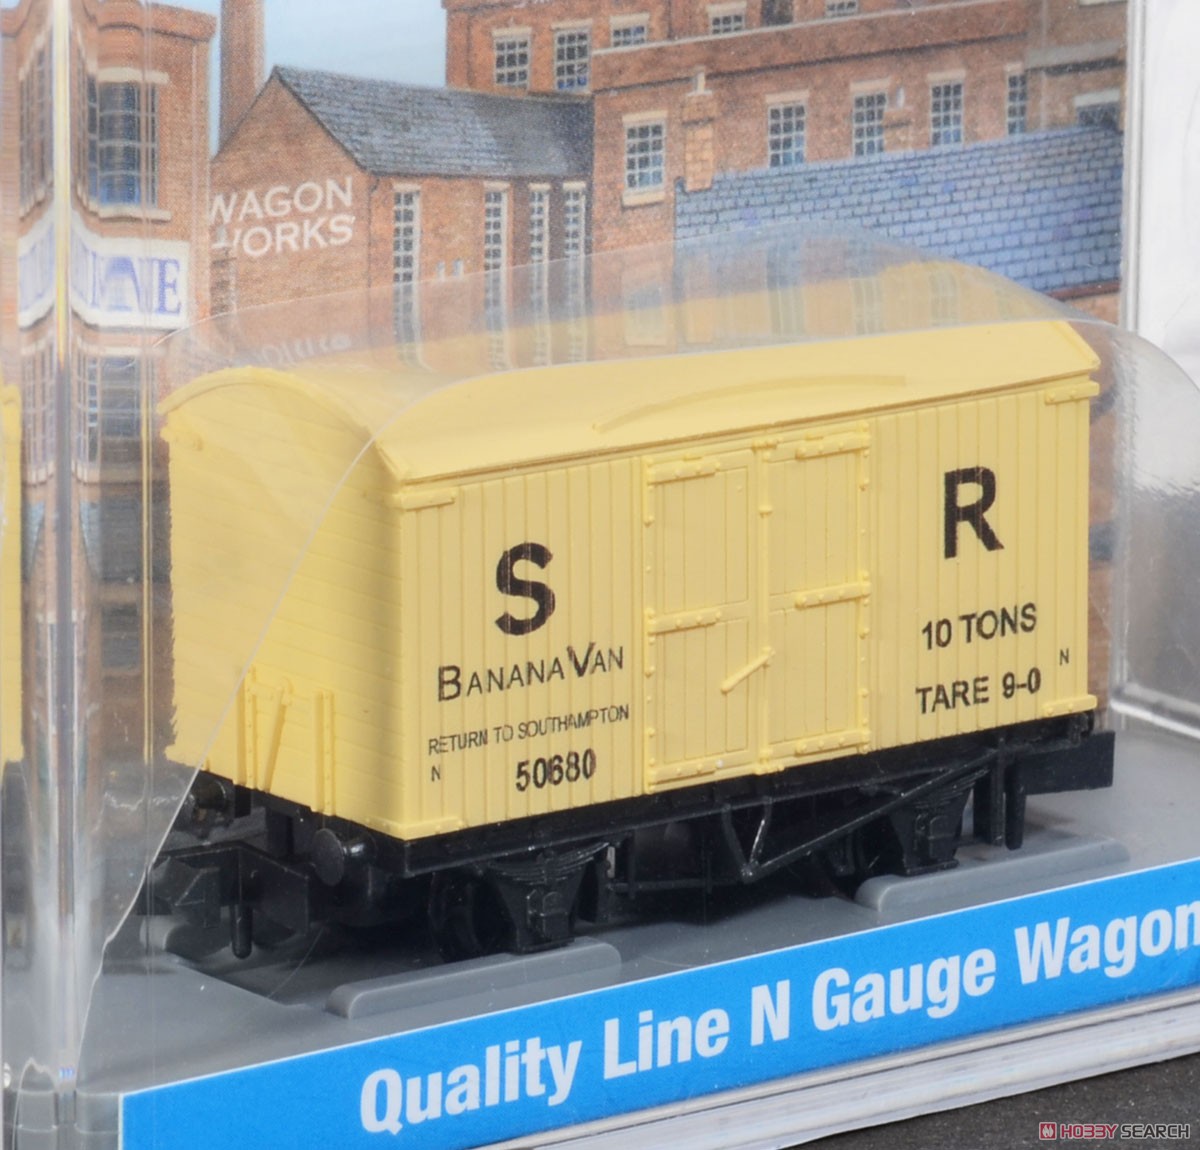 WAGON
WORKS
S R
BANANA VAN
RETURN TO SOUTHAMPTON
N 50680
10 TONS
N
TARE 9-0
Quality Line N Gauge Wagon
HOBBY SEARCH